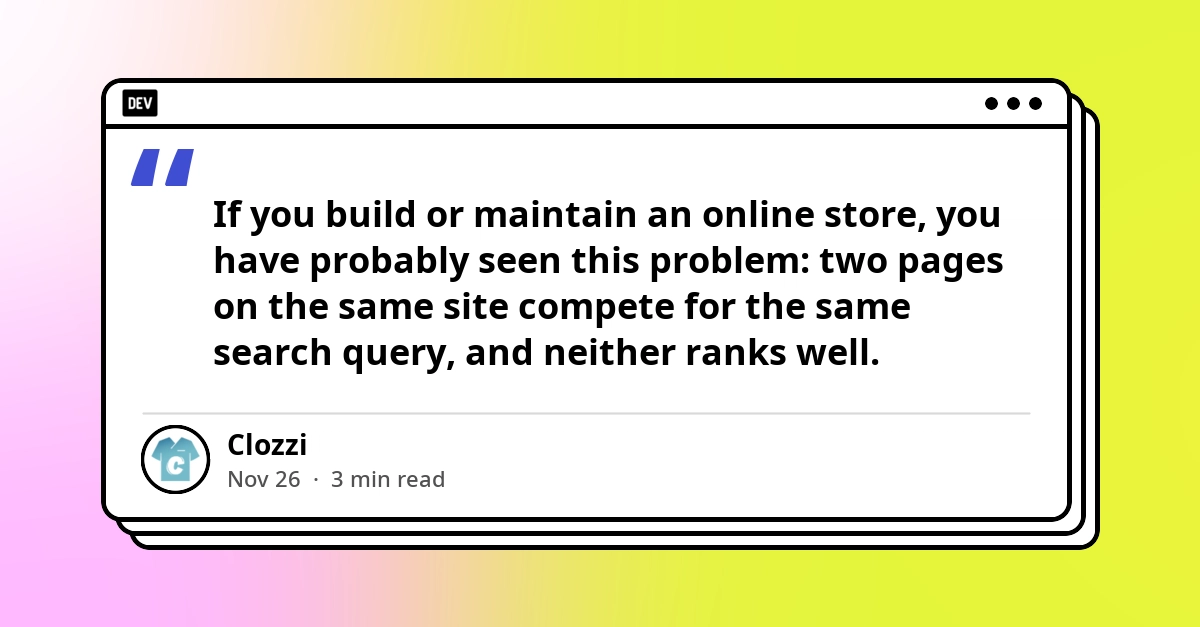 DEV
“
If you build or maintain an online store, you
have probably seen this problem: two pages
on the same site compete for the same
search query, and neither ranks well.
C
Clozzi
Nov 26 · 3 min read